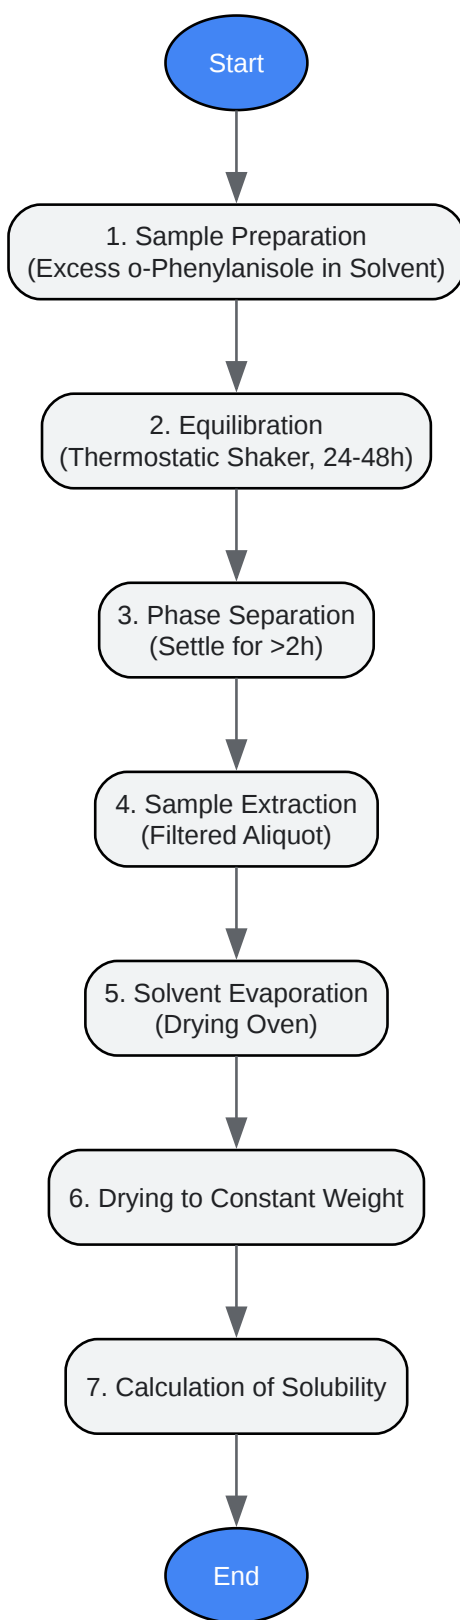 Start
1. Sample Preparation
(Excess o-Phenylanisole in Solvent)
2. Equilibration
(Thermostatic Shaker, 24-48h)
3. Phase Separation
(Settle for >2h)
4. Sample Extraction
(Filtered Aliquot)
5. Solvent Evaporation
(Drying Oven)
6. Drying to Constant Weight
7. Calculation of Solubility
End